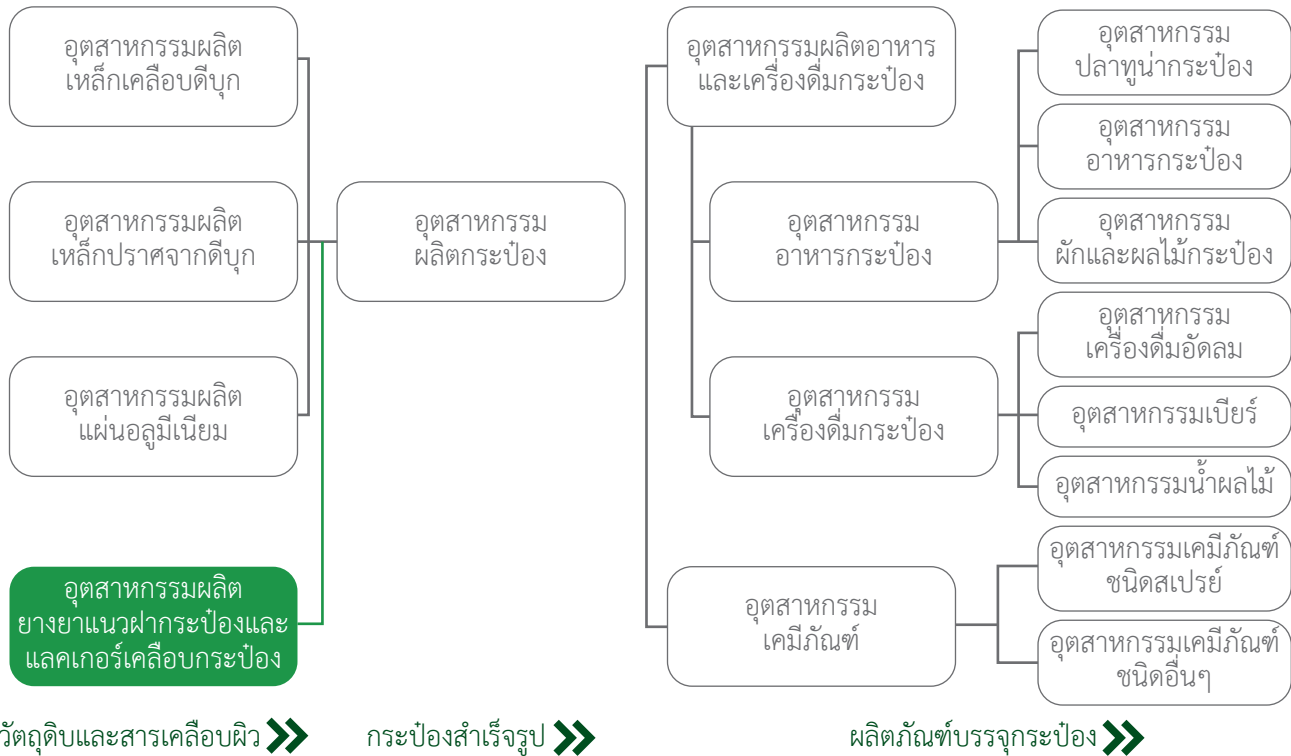 อุตสาหกรรมผลิต
เหล็กเคลือบดีบุก
อุตสาหกรรมผลิต
เหล็กปราศจากดีบุก
อุตสาหกรรมผลิต
แผ่นอลูมีเนียม
อุตสาหกรรมผลิต
ยางยาแนวฝากระป๋องและ
แลคเกอร์เคลือบกระป๋อง
อุตสาหกรรม
ผลิตกระป๋อง
อุตสาหกรรมผลิตอาหาร
และเครื่องดื่มกระป๋อง
อุตสาหกรรม
อาหารกระป๋อง
อุตสาหกรรม
เครื่องดื่มกระป๋อง
อุตสาหกรรม
เคมีภัณฑ์
อุตสาหกรรม
ปลาทูน่ากระป๋อง
อุตสาหกรรม
อาหารกระป๋อง
อุตสาหกรรม
ผักและผลไม้กระป๋อง
อุตสาหกรรม
เครื่องดื่มอัดลม
อุตสาหกรรมเบียร์
อุตสาหกรรมน้ำผลไม้
อุตสาหกรรมเคมีภัณฑ์
ชนิดสเปรย์
อุตสาหกรรมเคมีภัณฑ์
ชนิดอื่นๆ
วัตถุดิบและสารเคลือบผิว
กระป๋องสำเร็จรูป
ผลิตภัณฑ์บรรจุกระป๋อง